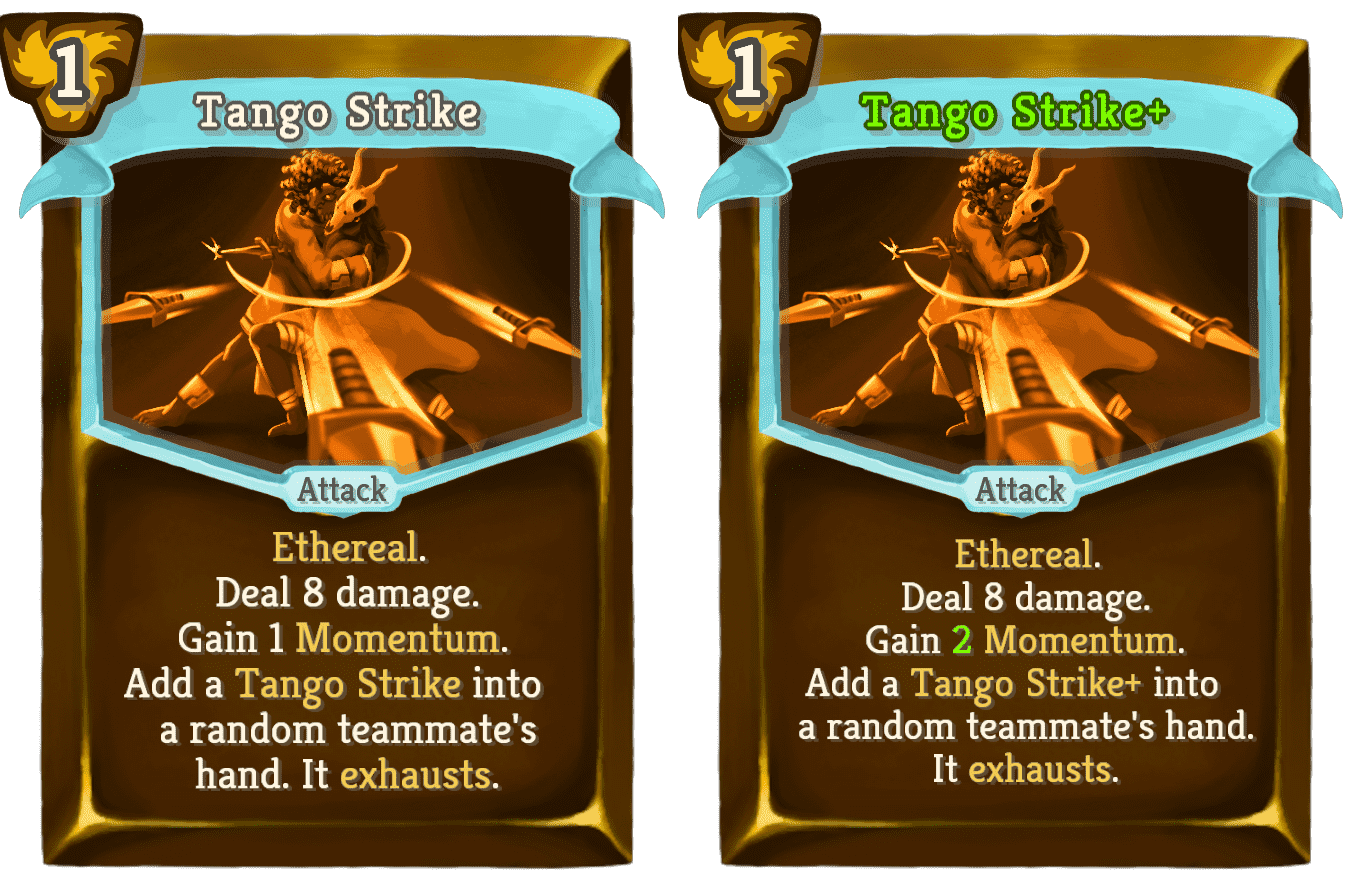 1
Tango Strike
Attack
Ethereal.
Deal 8 damage.
Gain 1 Momentum.
Add a Tango Strike into
a random teammate's
hand. It exhausts.
1
Tango Strike+
Attack
Ethereal.
Deal 8 damage.
Gain 2 Momentum.
Add a Tango Strike+ into
a random teammate's hand.
It exhausts.